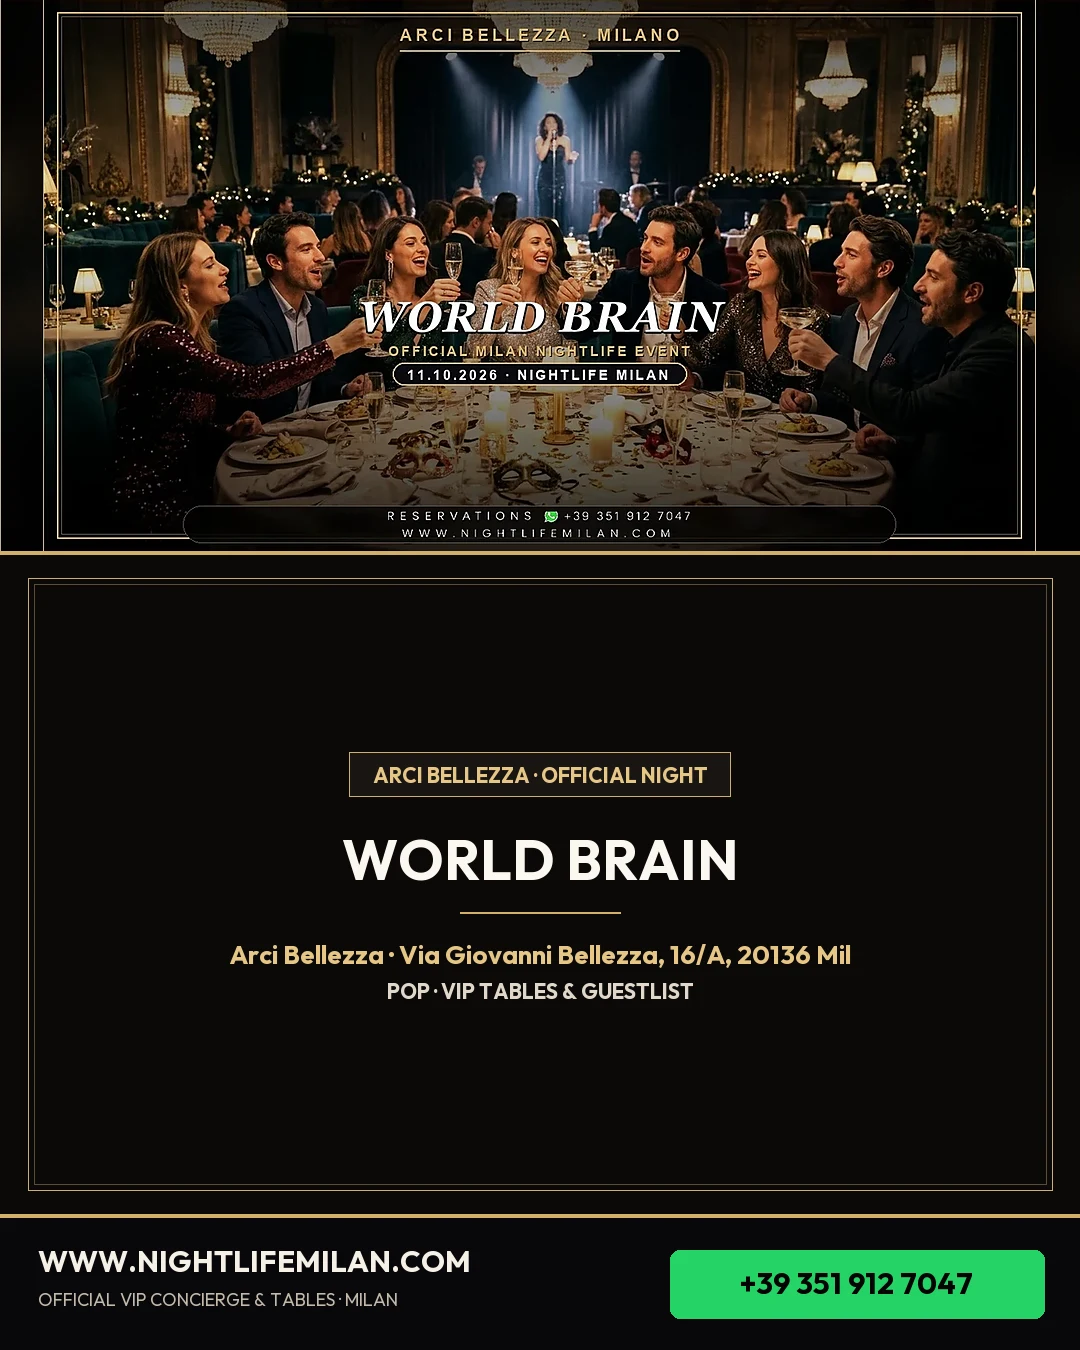 ARCI BELLEZZA · MILANO
WORLD BRAIN
OFFICIAL MILAN NIGHTLIFE EVENT
11.10.2026 · NIGHTLIFE MILAN
RESERVATIONS +39 351 912 7047
WWW.NIGHTLIFEMILAN.COM
ARCI BELLEZZA · OFFICIAL NIGHT
WORLD BRAIN
Arci Bellezza · Via Giovanni Bellezza, 16/A, 20136 Mil
POP · VIP TABLES & GUESTLIST
WWW.NIGHTLIFEMILAN.COM
OFFICIAL VIP CONCIERGE & TABLES · MILAN
+39 351 912 7047